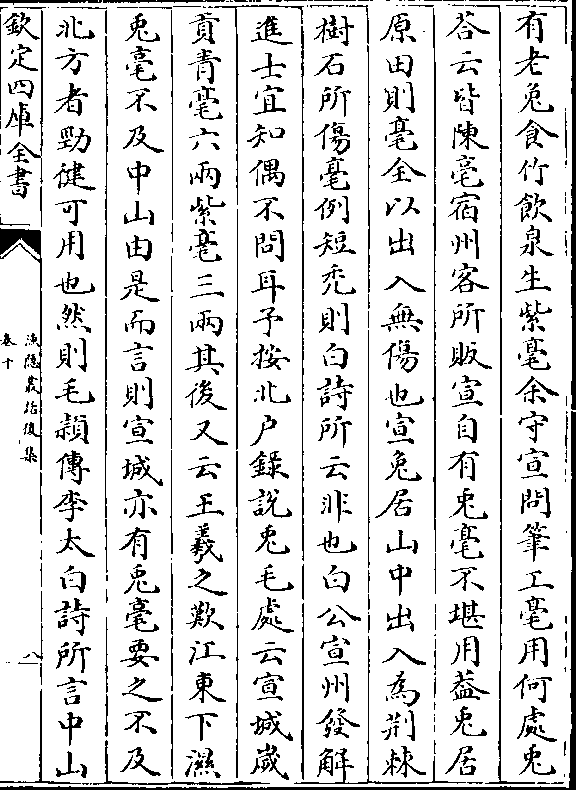 有老兔食竹飲泉生紫毫余守宣問筆工毫用何處兔
答云皆陳亳宿州客所販宣自有兎毫不堪用葢兎居
原田則毫全以出入無傷也宣兔居山中出入為荆棘
樹石所傷毫例短秃則白詩所云非也白公宣州發解
進士宜知偶不問耳予按北户錄說兎毛處云宣城歲
貢青毫六兩紫毫三兩其後又云王羲之歎江東下濕
兎毫不及中山由是而言則宣城亦有兎毫要之不及
北方者勁健可用也然則毛頴傳李太白詩所言中山
欽定四庫全書
漁隱叢話後集
卷十
八